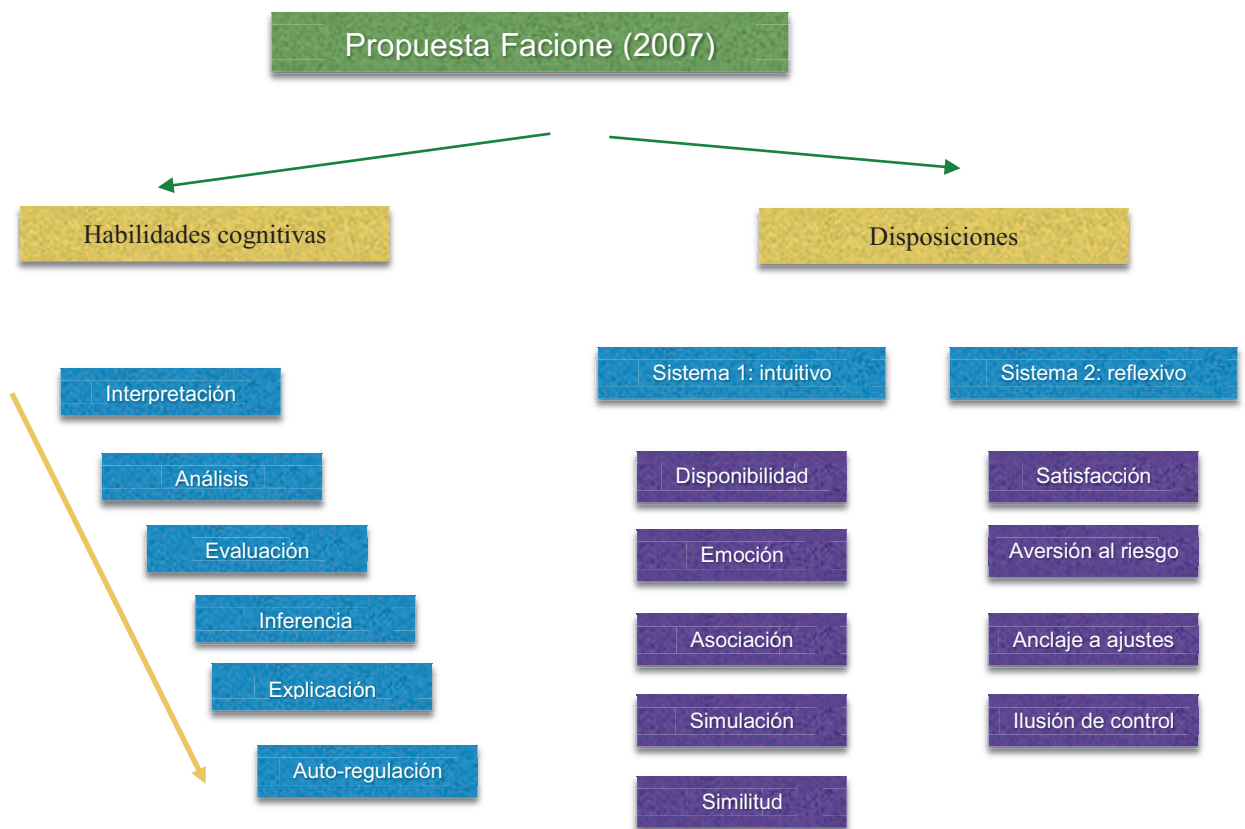 Propuesta Facione (2007)
Habilidades cognitivas
Disposiciones
Interpretación
Análisis
Evaluación
Inferencia
Explicación
Auto-regulación
Sistema 1: intuitivo
Disponibilidad
Emoción
Asociación
Simulación
Similitud
Sistema 2: reflexivo
Satisfacción
Aversión al riesgo
Anclaje a ajustes
Ilusión de control